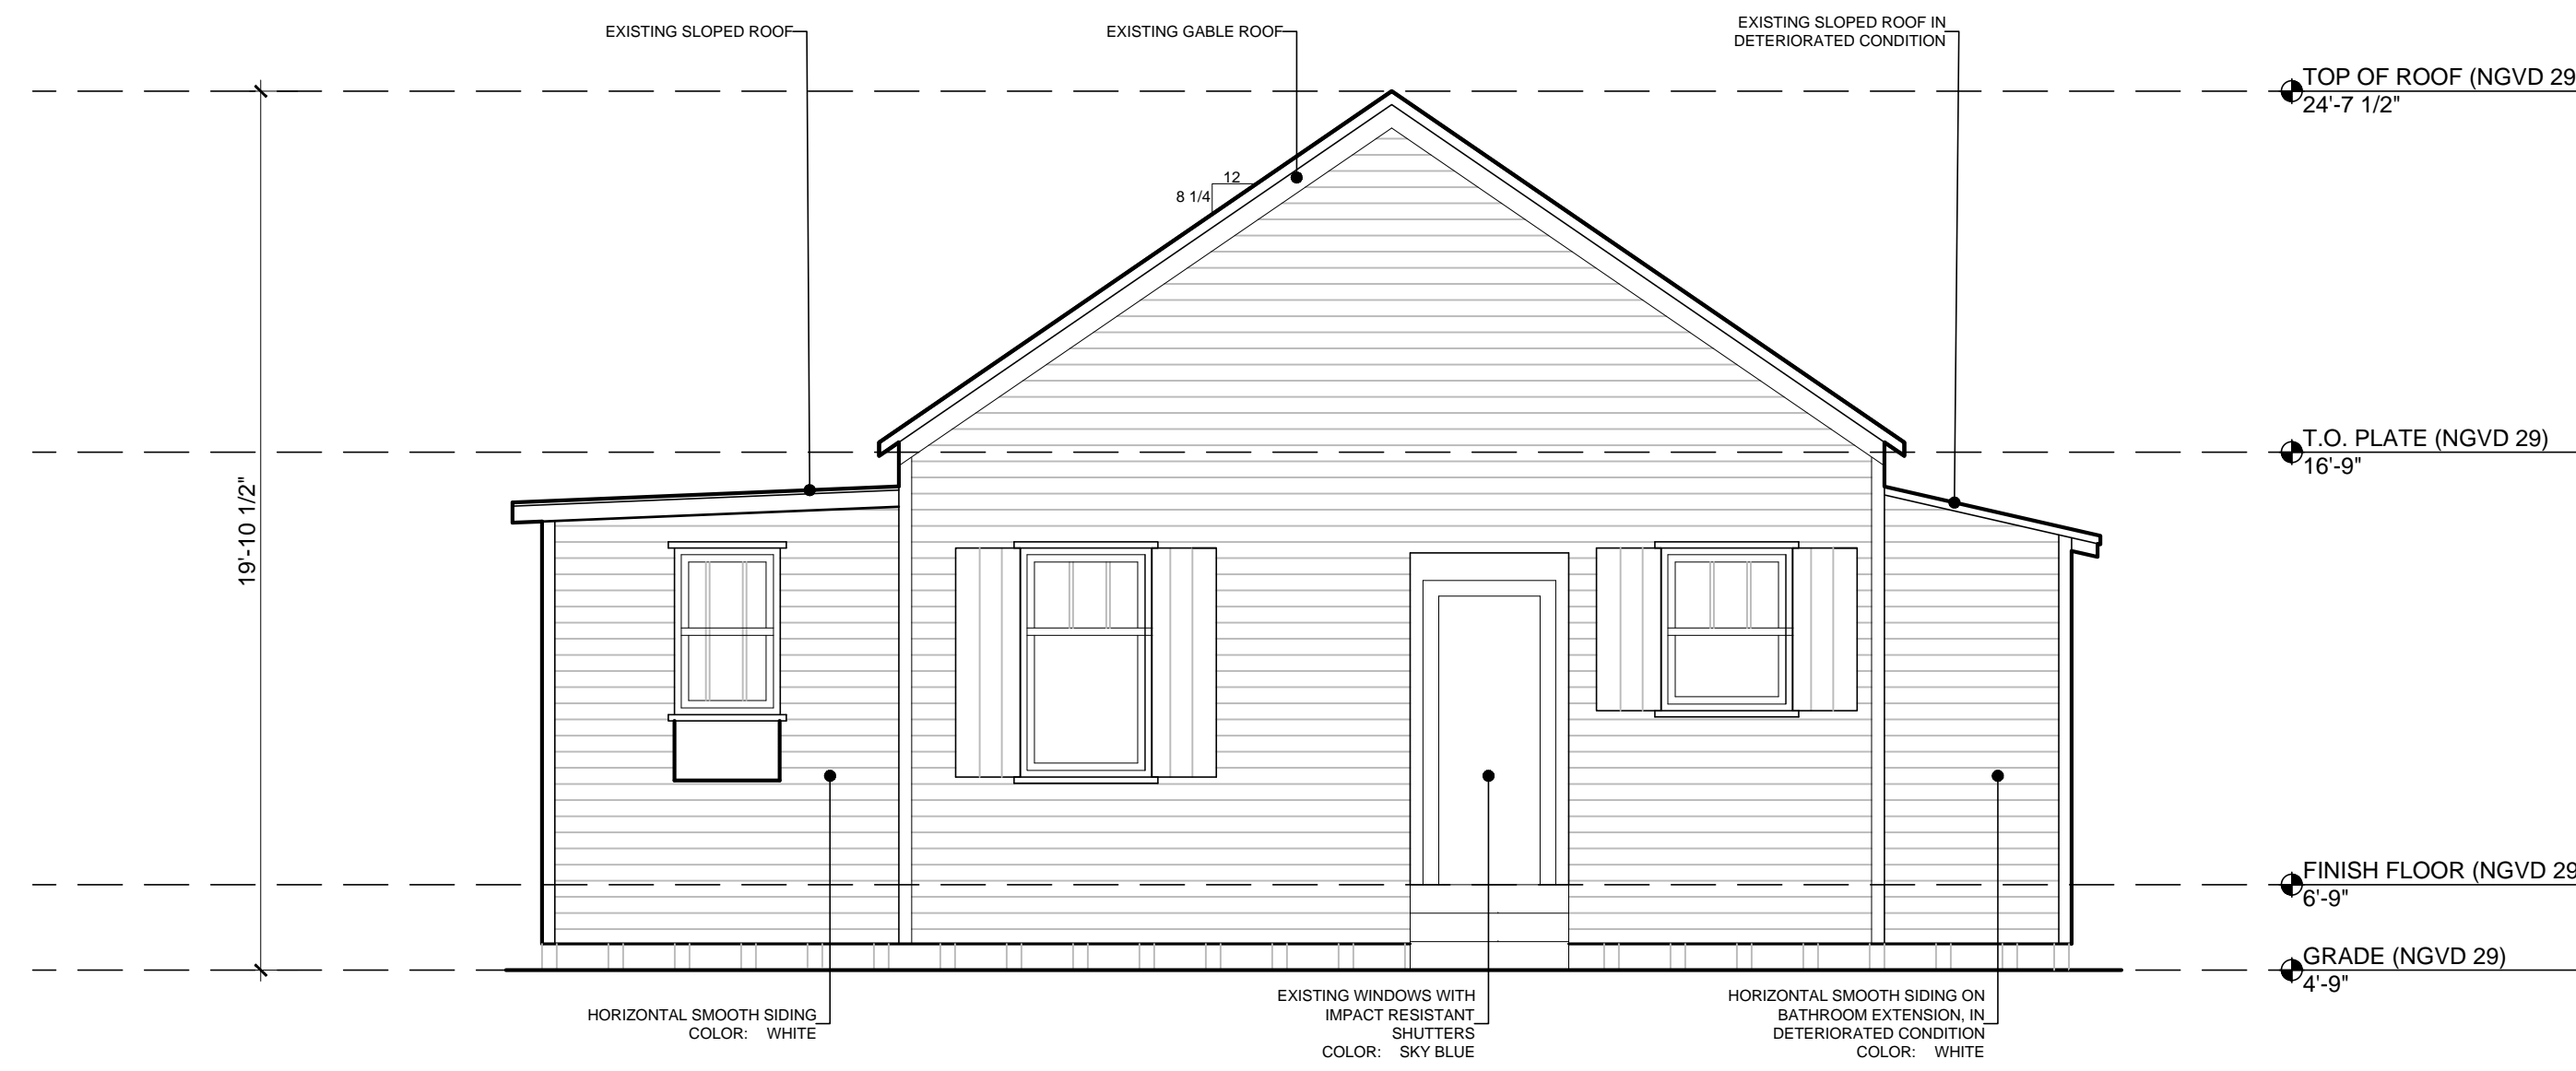 EXISTING SLOPED ROOF
EXISTING GABLE ROOF
EXISTING SLOPED ROOF IN
DETERIORATED CONDITION
TOP OF ROOF (NGVD 29
24'-7 1/2"
12
8 1/4
T.O. PLATE (NGVD 29)
16'-9"
19'-10 1/2"
FINISH FLOOR (NGVD 29
6'-9"
GRADE (NGVD 29)
4'-9"
HORIZONTAL SMOOTH SIDING
COLOR: WHITE
EXISTING WINDOWS WITH
IMPACT RESISTANT
SHUTTERS
COLOR: SKY BLUE
HORIZONTAL SMOOTH SIDING ON
BATHROOM EXTENSION, IN
DETERIORATED CONDITION
COLOR: WHITE